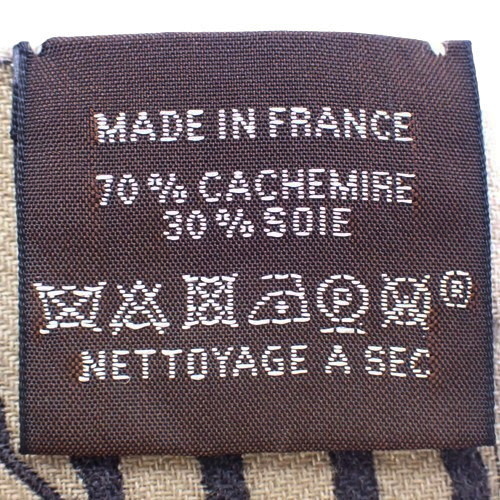 MADE IN FRANCE
70 % CACHEMIRE
30 % SOIE
P W ®
NETTOYAGE A SEC